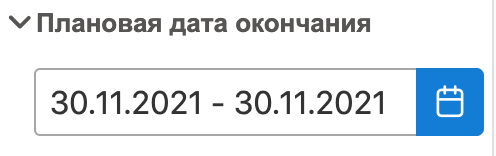 Плановая дата окончания
30.11.2021 - 30.11.2021